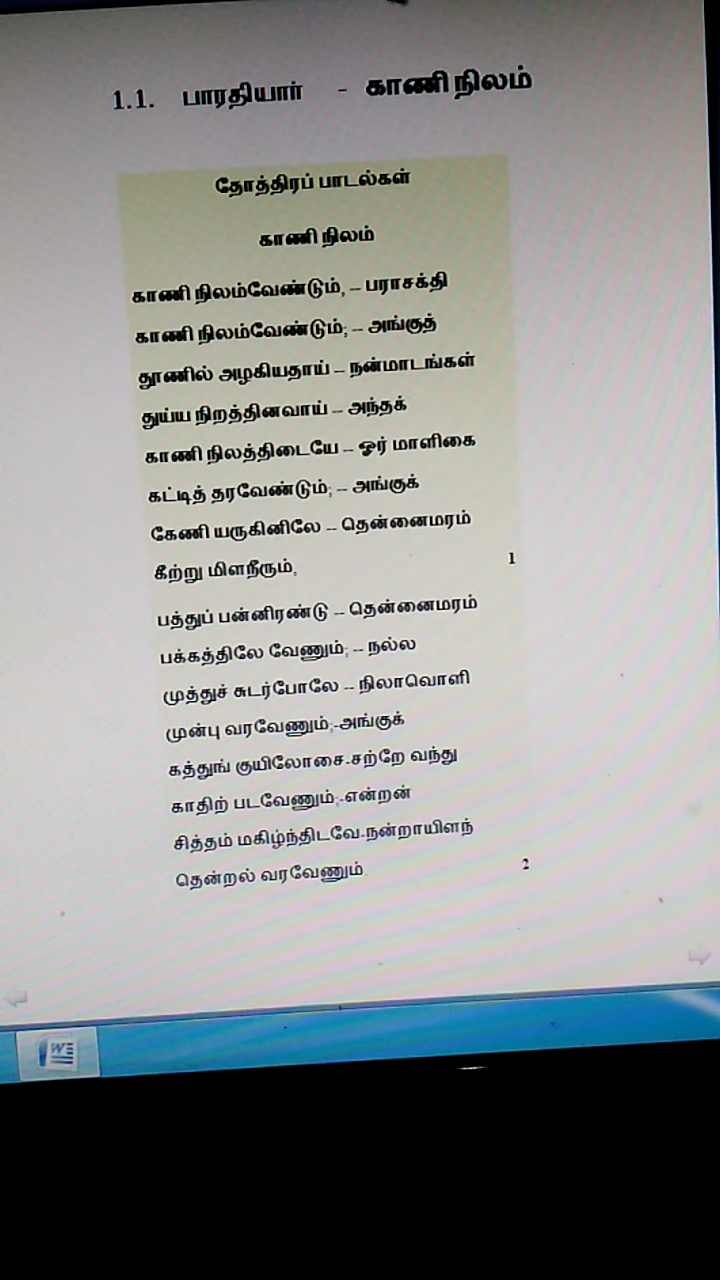 1.1. பாரதியார் - காணி நிலம்
தோத்திரப் பாடல்கள்
காணி நிலம்
காணி நிலம்வேண்டும், – பராசக்தி
காணி நிலம்வேண்டும்; – அங்குத்
தூணில் அழகியதாய் – நன்மாடங்கள்
துய்ய நிறத்தினவாய் – அந்தக்
காணி நிலத்திடையே – ஓர் மாளிகை
கட்டித் தரவேண்டும்; – அங்குக்
கேணி யருகினிலே – தென்னைமரம்
கீற்று மிளநீரும், 1
பத்துப் பன்னிரண்டு – தென்னைமரம்
பக்கத்திலே வேணும்; – நல்ல
முத்துச் சுடர்போலே – நிலாவொளி
முன்பு வரவேணும்;-அங்குக்
கத்துங் குயிலோசை-சற்றே வந்து
காதிற் படவேணும்;-என்றன்
சித்தம் மகிழ்ந்திடவே-நன்றாயிளந்
தென்றல் வரவேணும். 2
W